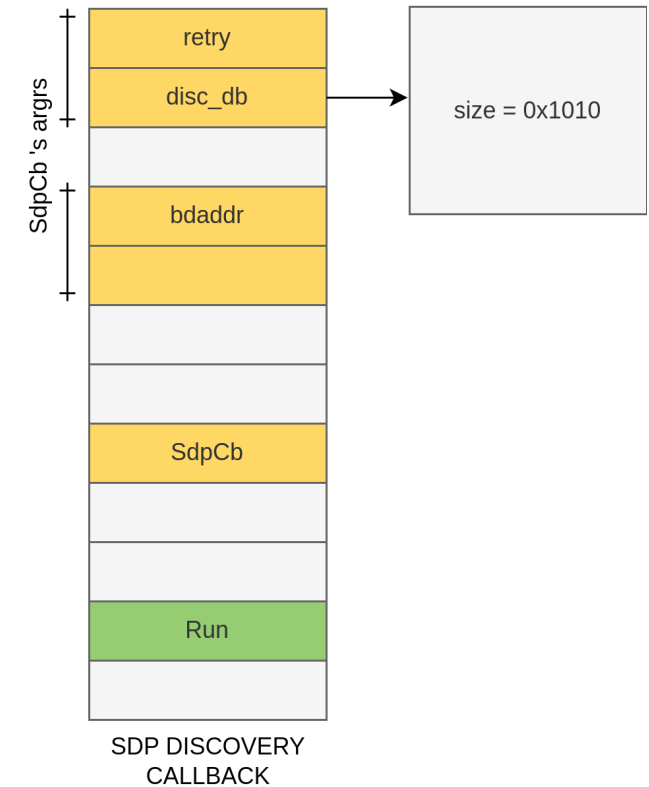 retry
disc_db
size = 0x1010
SdpCb 's argrs
bdaddr
SdpCb
Run
SDP DISCOVERY
CALLBACK